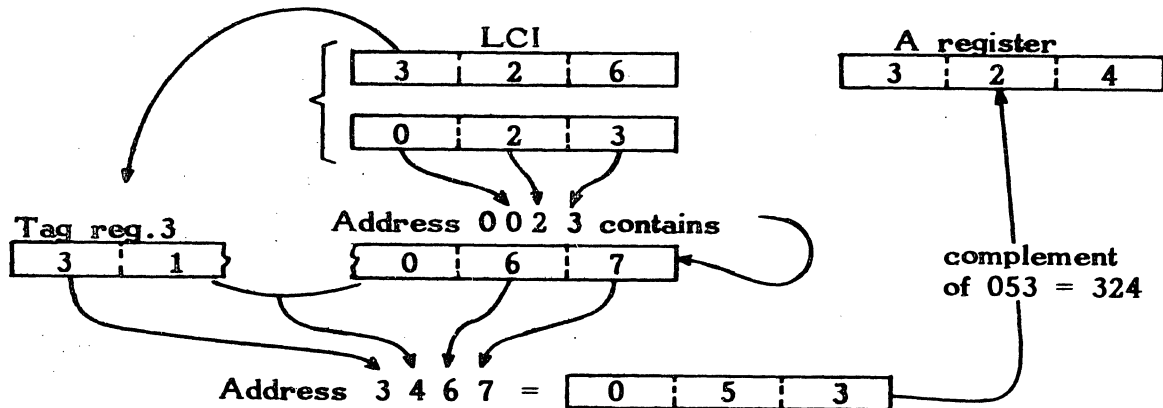 LCI
A register
3 2 6
3 2 4
0 2 3
Address 0 0 2 3 contains
Tag reg.3
3 1
0 6 7
complement
of 053 = 324
Address 3 4 6 7 = 0 5 3